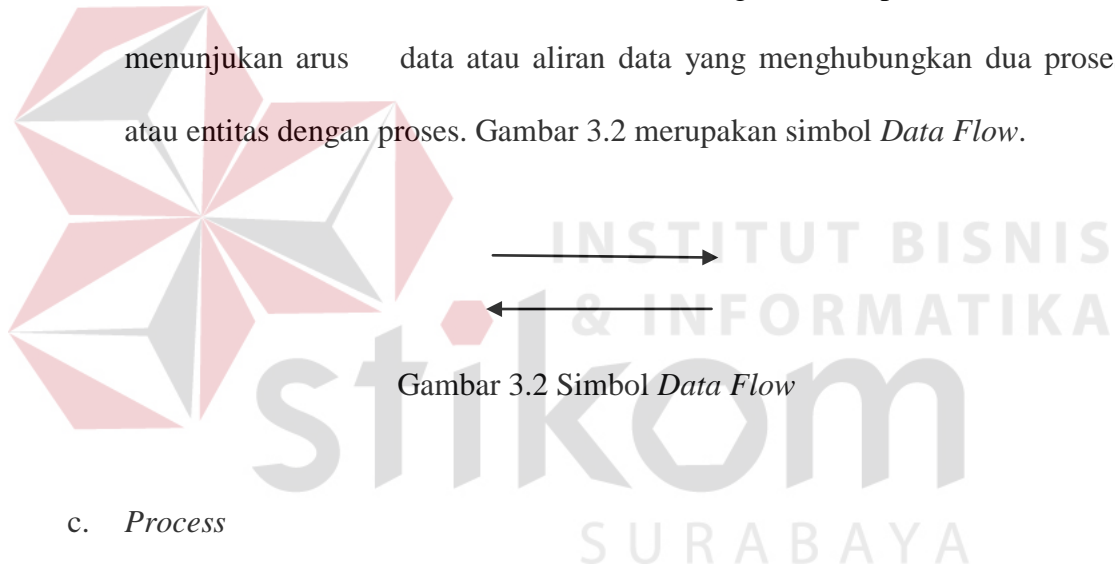 menunjukan arus data atau aliran data yang menghubungkan dua prose
atau entitas dengan proses. Gambar 3.2 merupakan simbol Data Flow.
INSTITUT BISNIS
& INFORMATIKA
stikom
SURABAYA
Gambar 3.2 Simbol Data Flow
c. Process